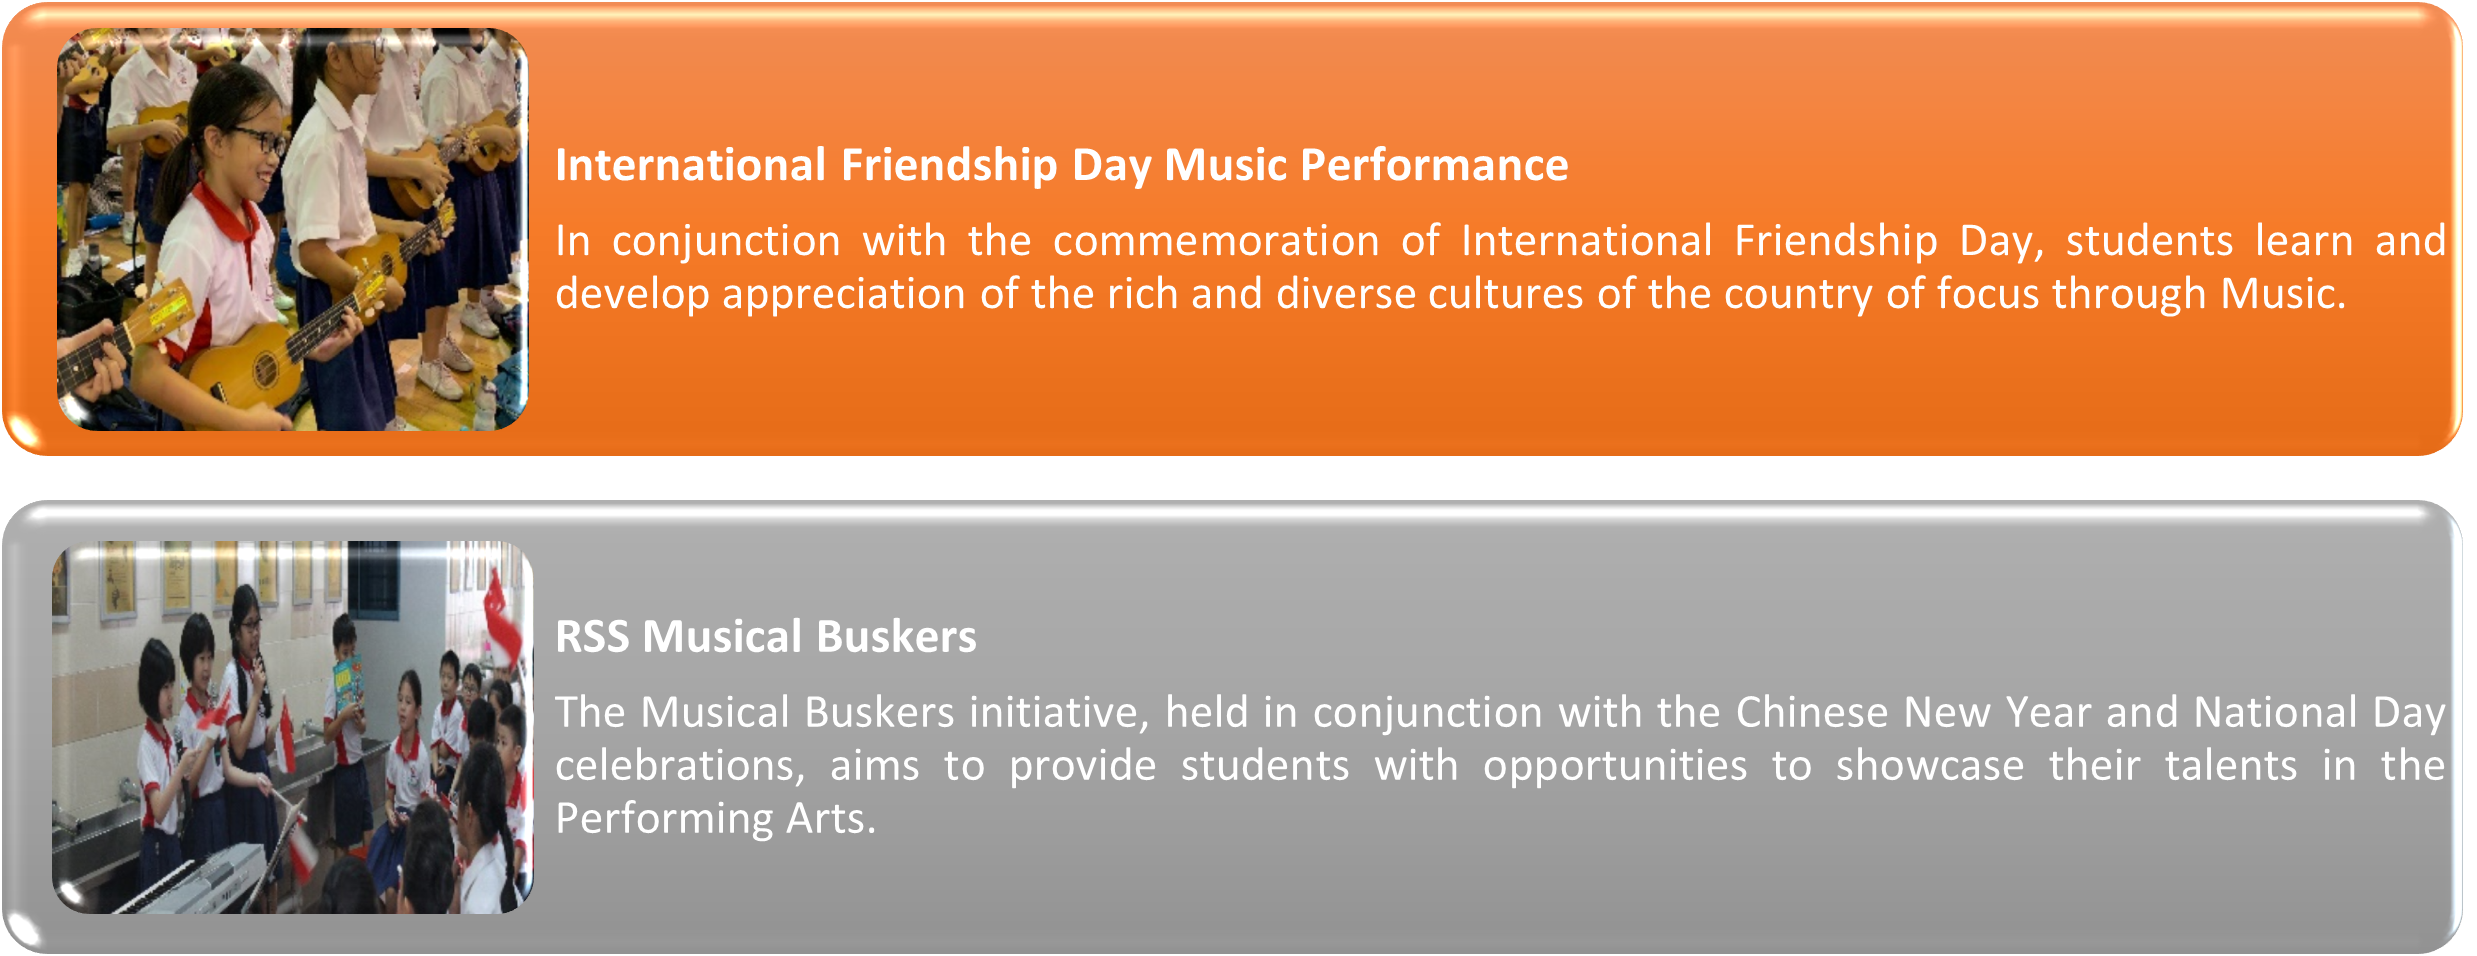 International Friendship Day Music Performance
In conjunction with the commemoration of International Friendship Day, students learn and
develop appreciation of the rich and diverse cultures of the country of focus through Music.
RSS Musical Buskers
The Musical Buskers initiative, held in conjunction with the Chinese New Year and National Day
celebrations, aims to provide students with opportunities to showcase their talents in the
Performing Arts.